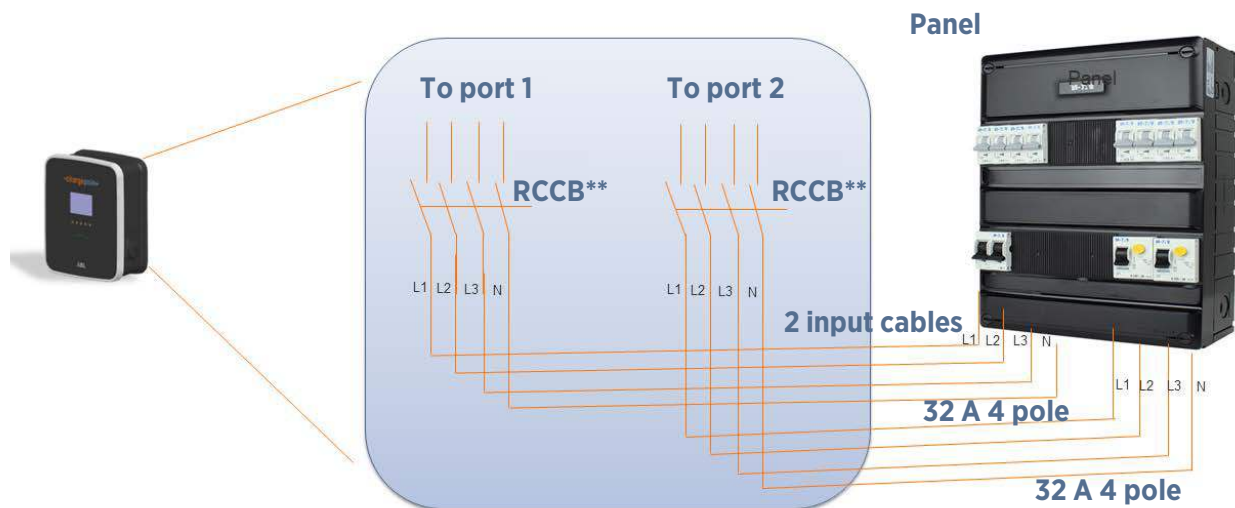 Panel
Panel
To port 1
To port 2
RCCB**
RCCB**
L1 L2 L3 N
L1 L2 L3 N
2 input cables
L1 L2 L3 N
L1 L2 L3 N
32 A 4 pole
32 A 4 pole